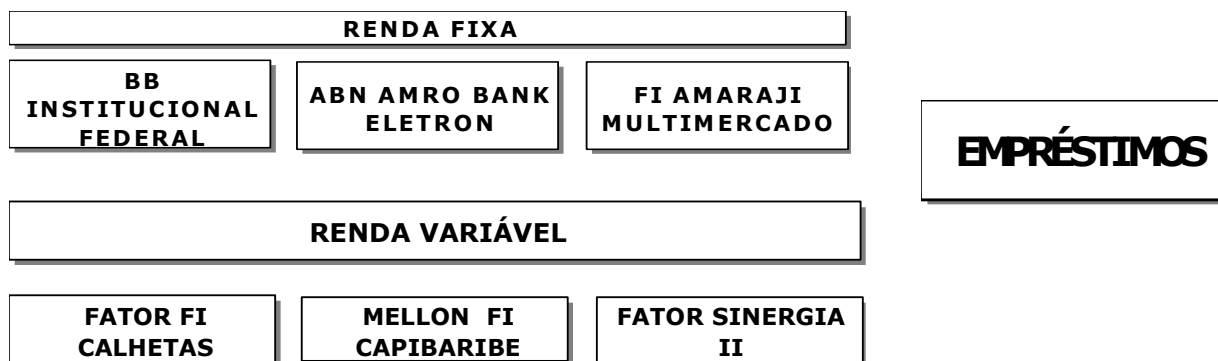 RENDA FIXA
BB
INSTITUCIONAL
FEDERAL
ABN AMRO BANK
ELETRON
FI AMARAJI
MULTIMERCADO
EMPRÉSTIMOS
RENDA VARIÁVEL
FATOR FI
CALHETAS
MELLON FI
CAPIBARIBE
FATOR SINERGIA
II